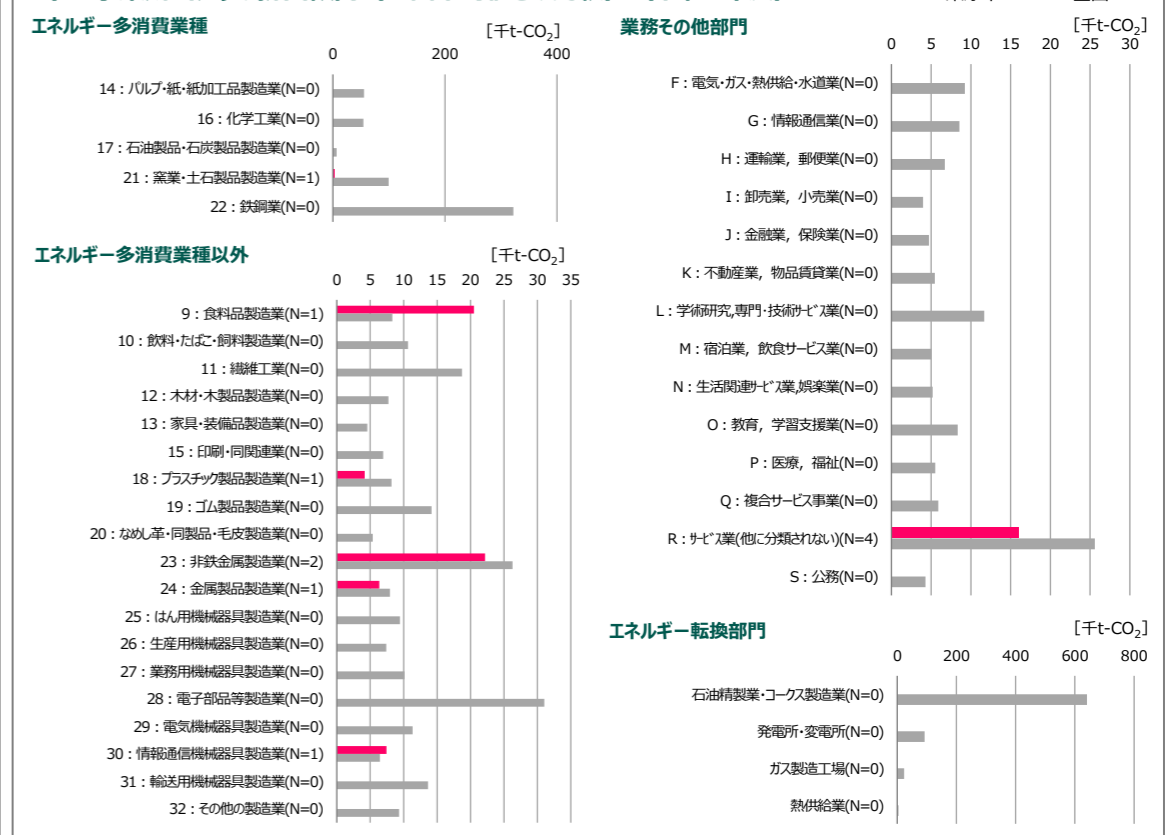 エネルギー多消費業種
[千t-CO2]
0 200 400
14：パルプ・紙・紙加工品製造業(N=0)
16：化学工業(N=0)
17：石油製品・石炭製品製造業(N=0)
21：窯業・土石製品製造業(N=1)
22：鉄鋼業(N=0)
エネルギー多消費業種以外
[千t-CO2]
0 5 10 15 20 25 30 35
9：食料品製造業(N=1)
10：飲料・たばこ・飼料製造業(N=0)
11：繊維工業(N=0)
12：木材・木製品製造業(N=0)
13：家具・装備品製造業(N=0)
15：印刷・同関連業(N=0)
18：プラスチック製品製造業(N=1)
19：ゴム製品製造業(N=0)
20：なめし革・同製品・毛皮製造業(N=0)
23：非鉄金属製造業(N=2)
24：金属製品製造業(N=1)
25：はん用機械器具製造業(N=0)
26：生産用機械器具製造業(N=0)
27：業務用機械器具製造業(N=0)
28：電子部品等製造業(N=0)
29：電気機械器具製造業(N=0)
30：情報通信機械器具製造業(N=1)
31：輸送用機械器具製造業(N=0)
32：その他の製造業(N=0)
業務その他部門
[千t-CO2]
0 5 10 15 20 25 30
F：電気・ガス・熱供給・水道業(N=0)
G：情報通信業(N=0)
H：運輸業，郵便業(N=0)
I：卸売業，小売業(N=0)
J：金融業，保険業(N=0)
K：不動産業，物品賃貸業(N=0)
L：学術研究,専門・技術ｻｰﾋﾞｽ業(N=0)
M：宿泊業，飲食サービス業(N=0)
N：生活関連ｻｰﾋﾞｽ業,娯楽業(N=0)
O：教育，学習支援業(N=0)
P：医療，福祉(N=0)
Q：複合サービス事業(N=0)
R：ｻｰﾋﾞｽ業(他に分類されない)(N=4)
S：公務(N=0)
エネルギー転換部門
[千t-CO2]
0 200 400 600 800
石油精製業・コークス製造業(N=0)
発電所・変電所(N=0)
ガス製造工場(N=0)
熱供給業(N=0)